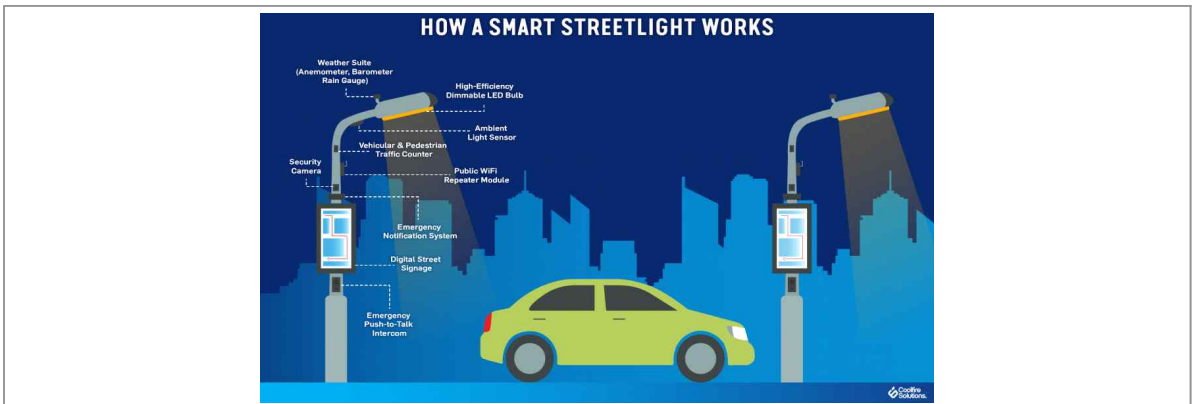 HOW A SMART STREETLIGHT WORKS
Weather Suite
(Anemometer, Barometer
Rain Gauge)
High-Efficiency
Dimmable LED Bulb
Ambient
Light Sensor
Vehicular & Pedestrian
Traffic Counter
Security
Camera
Public WiFi
Repeater Module
Emergency
Notification System
Digital Street
Signage
Emergency
Push-to-Talk
Intercom
Coolfire
Solutions.